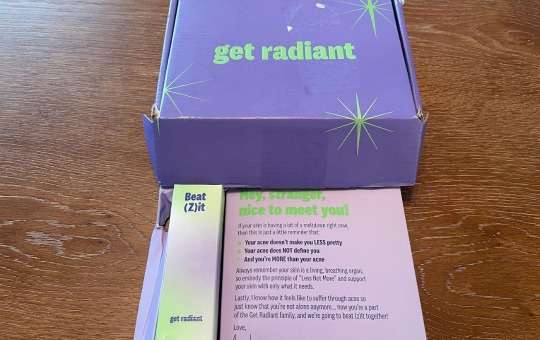 get radiant
Beat
(Z)it
get radiant
Hey, stranger,
nice to meet you!
If your skin is having a bit of a meltdown right now,
then this is just a little reminder that:
Your acne doesn't make you LESS pretty
Your acne does NOT define you
And you're MORE than your acne
Always remember your skin is a living, breathing organ,
so embody the principle of "Less Not More" and support
your skin with only what it needs.
Lastly, I know how it feels like to suffer through acne so
just know that you're not alone anymore... now you're a part
of the Get Radiant family, and we're going to beat (z)it together!
Love,